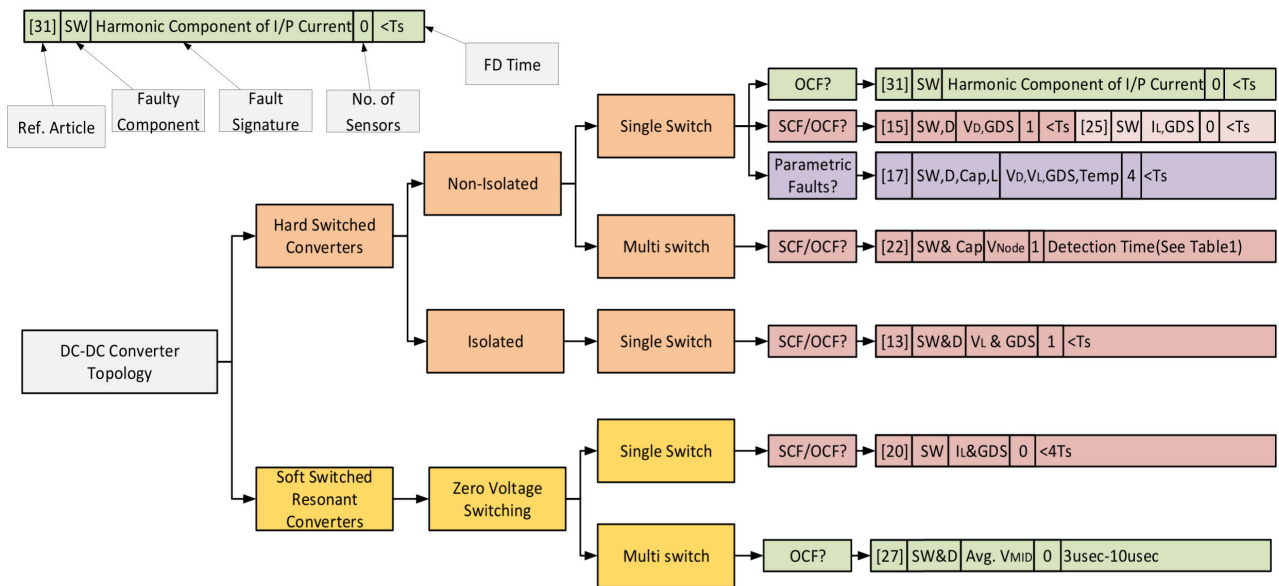 [31] SW Harmonic Component of I/P Current 0 <Ts
Ref. Article
Faulty
Component
Fault
Signature
No. of
Sensors
FD Time
DC-DC Converter
Topology
Hard Switched
Converters
Soft Switched
Resonant
Converters
Non-Isolated
Isolated
Zero Voltage
Switching
Single Switch
Multi switch
Single Switch
Single Switch
Multi switch
OCF?
[31] SW Harmonic Component of I/P Current 0 <Ts
SCF/OCF?
[15] SW,D VD,GDS 1 <Ts [25] SW IL,GDS 0 <Ts
Parametric
Faults?
[17] SW,D,Cap,L VD,VL,GDS,Temp 4 <Ts
SCF/OCF?
[22] SW& Cap VNode 1 Detection Time(See Table1)
SCF/OCF?
[13] SW&D VL & GDS 1 <Ts
SCF/OCF?
[20] SW IL&GDS 0 <4Ts
OCF?
[27] SW&D Avg. VMID 0 3usec-10usec